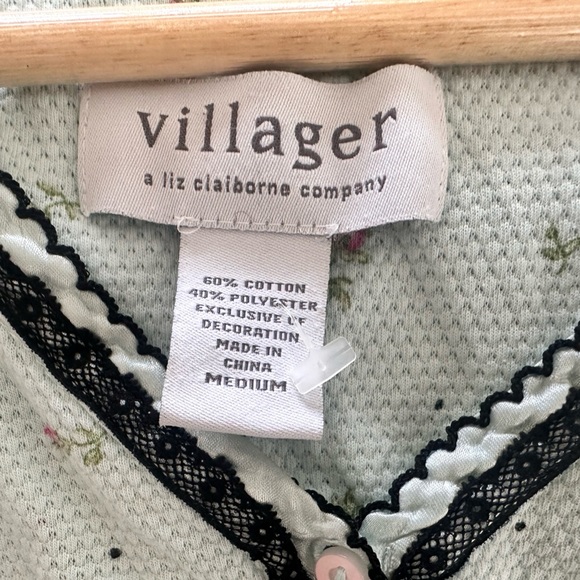 villager
a liz claiborne company
60% COTTON
40% POLYESTER
EXCLUSIVE OF
DECORATION
MADE IN
CHINA
MEDIUM